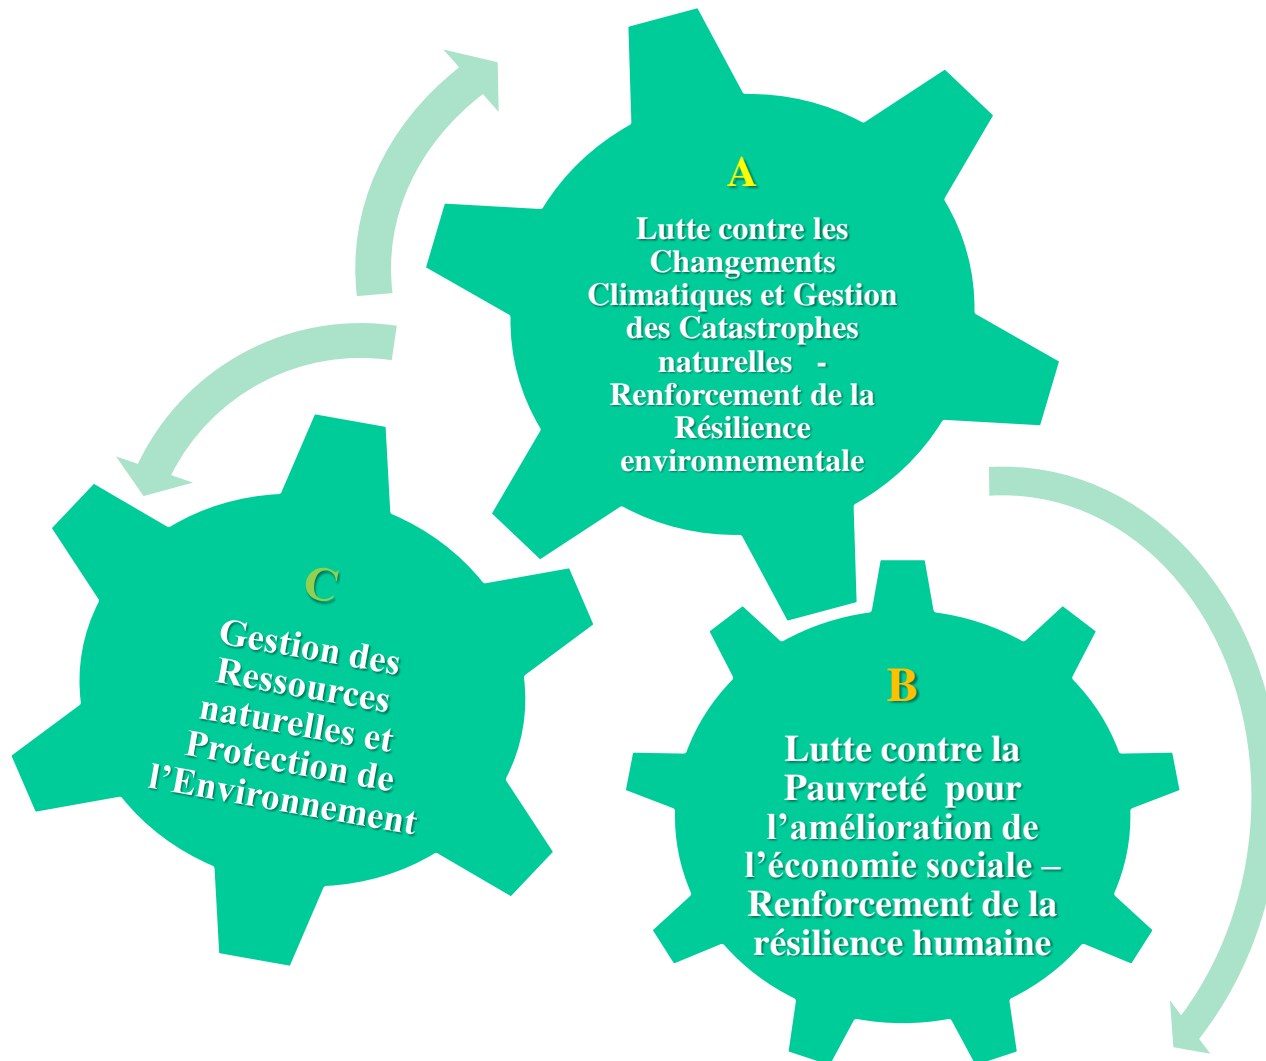 A
Lutte contre les
Changements
Climatiques et Gestion
des Catastrophes
naturelles -
Renforcement de la
Résilience
environnementale
C
Gestion des
Ressources
naturelles et
Protection de
l’Environnement
B
Lutte contre la
Pauvreté pour
l’amélioration de
l’économie sociale –
Renforcement de la
résilience humaine